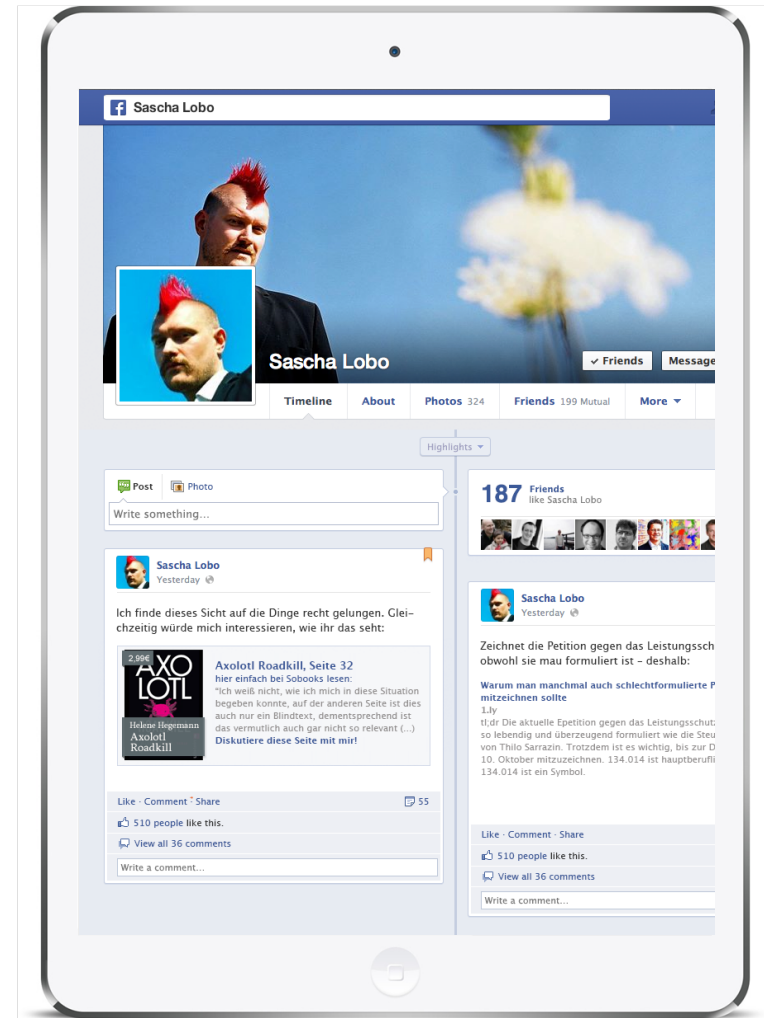 Sascha Lobo
Sascha Lobo
Friends
Message
Timeline
About
Photos 324
Friends 199 Mutual
More
Highlights
Post
Photo
Write something...
Sascha Lobo
Yesterday
Ich finde dieses Sicht auf die Dinge recht gelungen. Glei-
chzeitig würde mich interessieren, wie ihr das seht:
2,99€
AXO
LOTL
Helene Hegemann
Axolotl
Roadkill
Axolotl Roadkill, Seite 32
hier einfach bei Sobooks lesen:
"Ich weiß nicht, wie ich mich in diese Situation
begeben konnte, auf der anderen Seite ist dies
auch nur ein Blindtext, dementsprechend ist
das vermutlich auch gar nicht so relevant (...)
Diskutiere diese Seite mit mir!
Like · Comment · Share
55
510 people like this.
View all 36 comments
Write a comment...
187 Friends
like Sascha Lobo
Sascha Lobo
Yesterday
Zeichnet die Petition gegen das Leistungssch
obwohl sie mau formuliert ist – deshalb:
Warum man manchmal auch schlechtformulierte P
mitzeichnen sollte
1.ly
tl;dr Die aktuelle Epetition gegen das Leistungsschutz
so lebendig und überzeugend formuliert wie die Steu
von Thilo Sarrazin. Trotzdem ist es wichtig, bis zur D
10. Oktober mitzuzeichnen. 134.014 ist hauptberufli
134.014 ist ein Symbol.
Like · Comment · Share
510 people like this.
View all 36 comments
Write a comment...